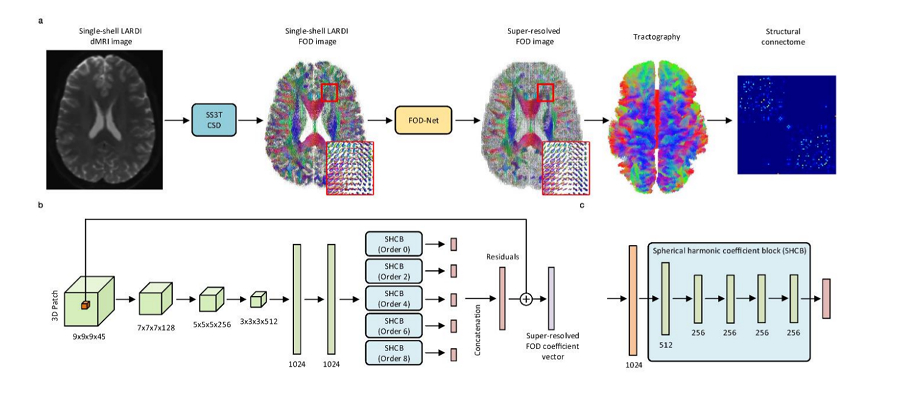 a
Single-shell LARDI
dMRI image
Single-shell LARDI
FOD image
Super-resolved
FOD image
Tractography
Structural
connectome
SS3T
CSD
FOD-Net
b
c
3D Patch
9x9x9x45
7x7x7x128
5x5x5x256
3x3x3x512
1024
1024
SHCB
(Order 0)
SHCB
(Order 2)
SHCB
(Order 4)
SHCB
(Order 6)
SHCB
(Order 8)
Concatenation
Residuals
Super-resolved
FOD coefficient
vector
1024
Spherical harmonic coefficient block (SHCB)
512
256
256
256
256